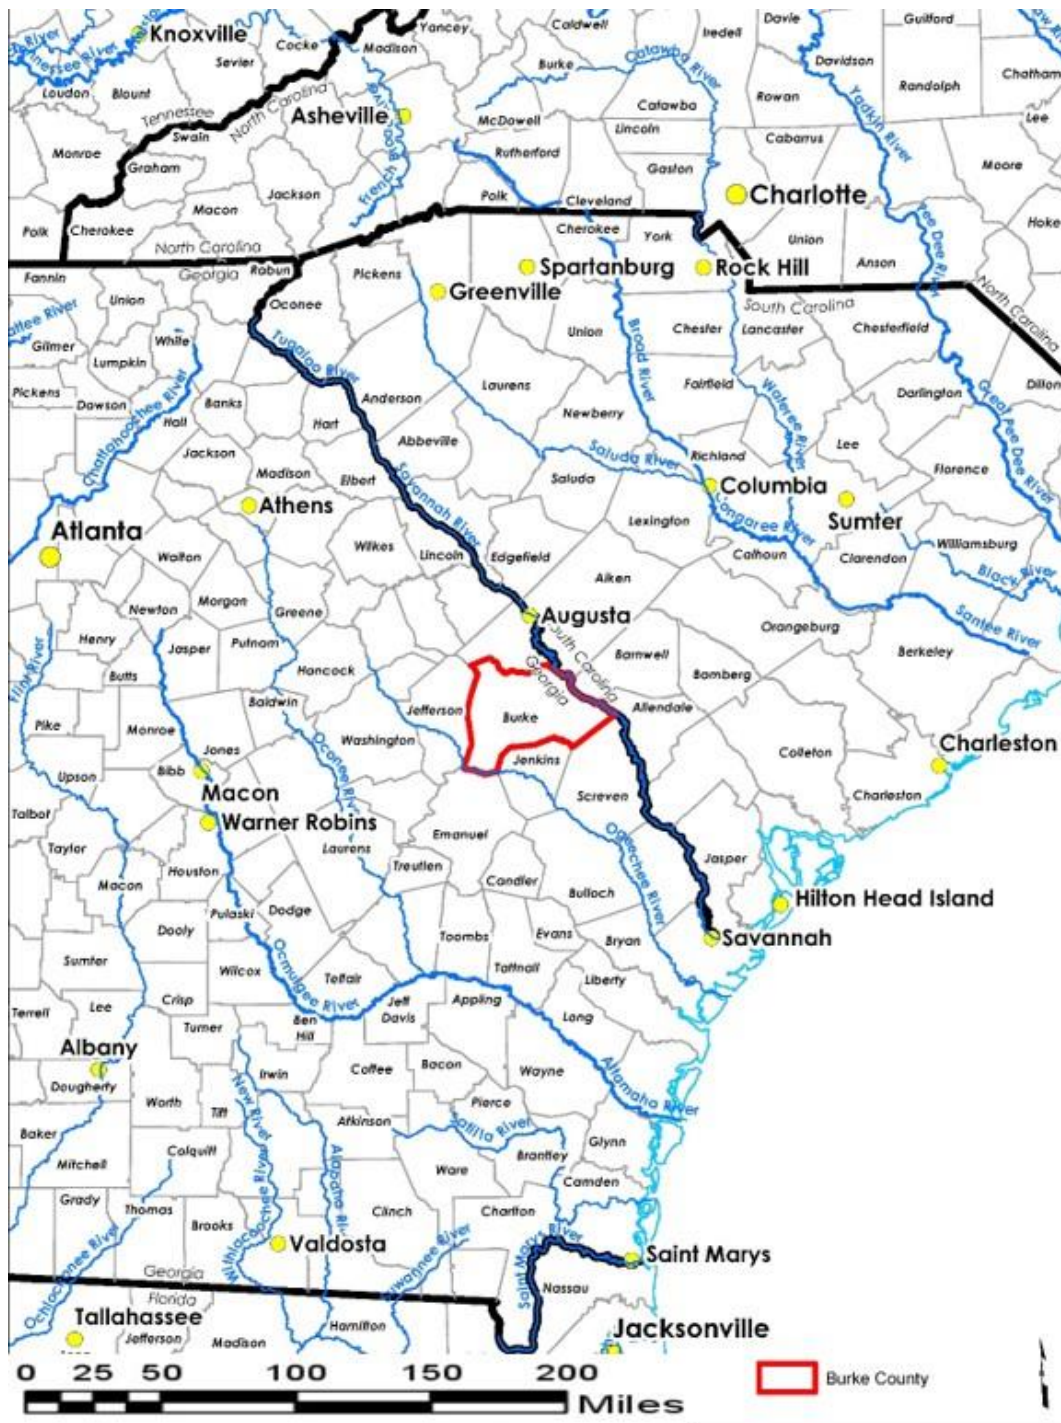 Knoxville
Tennessee River
Cocke
Madison
Yancey
Caldwell
Iredell
Davie
Guilford
Sevier
Burke
Catawba River
Davidson
Randolph
Chatham
Loudon
Blount
Tennessee
North Carolina
Asheville
McDowell
Catawba
Rowan
Yadkin River
Lee
Swain
Lincoln
Cabarrus
Monroe
Graham
French Broad River
Rutherford
Gaston
Moore
Jackson
Polk
Cleveland
Charlotte
Macon
Polk
Cherokee
North Carolina
Cherokee
York
Union
Pee Dee River
Hoke
Georgia
Rabun
Pickens
Spartanburg
Rock Hill
Anson
Fannin
Greenville
South Carolina
North Carolina
Union
Oconee
Union
Chester
Lancaster
Chesterfield
Gilmer
White
Tugaloo River
Broad River
Lumpkin
Laurens
Fairfield
Dillon
Pickens
Dawson
Chattahoochee River
Hall
Banks
Anderson
Newberry
Wateree River
Darlington
Great Pee Dee River
Hart
Abbeville
Lee
Jackson
Saluda River
Richland
Florence
Madison
Elbert
Savannah River
Saluda
Columbia
Athens
Sumter
Atlanta
Lexington
Congaree River
Wilkes
Lincoln
Edgefield
Calhoun
Clarendon
Williamsburg
Walton
Aiken
Black River
Morgan
Newton
Greene
Augusta
Orangeburg
Santee River
Henry
Jasper
Putnam
South Carolina
Barnwell
Berkeley
Flint River
Butts
Hancock
Georgia
Bamberg
Baldwin
Jefferson
Burke
Allendale
Pike
Monroe
Jones
Oconee River
Washington
Colleton
Charleston
Upson
Bibb
Jenkins
Macon
Screven
Charleston
Talbot
Warner Robins
Emanuel
Ogeechee River
Taylor
Laurens
Houston
Treutlen
Candler
Jasper
Macon
Bulloch
Hilton Head Island
Pulaski
Dodge
Dooly
Toombs
Evans
Bryan
Savannah
Sumter
Wilcox
Ocmulgee River
Telfair
Tattnall
Liberty
Lee
Crisp
Jeff
Davis
Appling
Terrell
Turner
Ben
Hill
Long
Albany
Irwin
Coffee
Bacon
Wayne
Altamaha River
Dougherty
New River
Worth
Tift
Pierce
Atkinson
Satilla River
Baker
Colquitt
Alapaha Ri
Glynn
Mitchell
Ware
Brantley
Camden
Grady
Thomas
Brooks
Withlacoochee River
Clinch
Charlton
Ochlockonee River
Valdosta
Saint Marys River
Saint Marys
Georgia
Nassau
Florida
Tallahassee
Jefferson
Madison
Hamilton
Jacksonville
0 25 50 100 150 200
Miles
Burke County